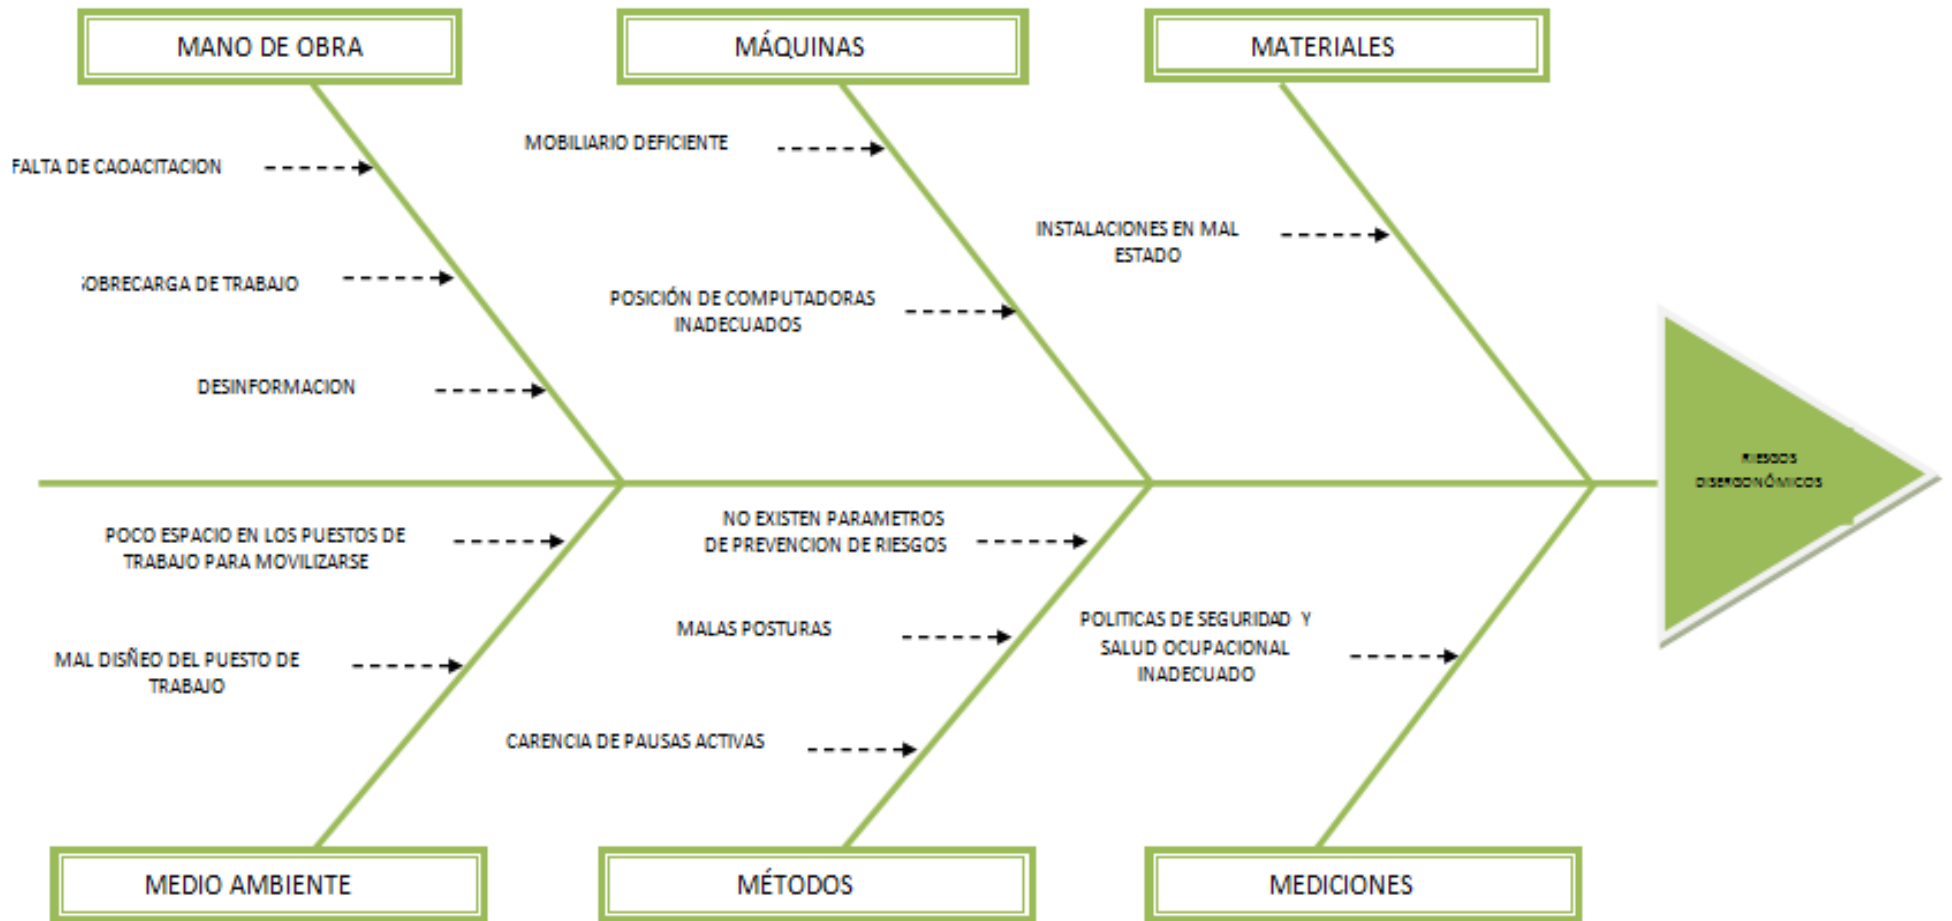 MANO DE OBRA
MÁQUINAS
MATERIALES
FALTA DE CAOACITACION
MOBILIARIO DEFICIENTE
INSTALACIONES EN MAL
ESTADO
OBRECARGA DE TRABAJO
POSICIÓN DE COMPUTADORAS
INADECUADOS
DESINFORMACION
RIESGOS
DISERGONÓMICOS
POCO ESPACIO EN LOS PUESTOS DE
TRABAJO PARA MOVILIZARSE
NO EXISTEN PARAMETROS
DE PREVENCION DE RIESGOS
MALAS POSTURAS
POLITICAS DE SEGURIDAD Y
SALUD OCUPACIONAL
INADECUADO
MAL DISÑEO DEL PUESTO DE
TRABAJO
CARENCIA DE PAUSAS ACTIVAS
MEDIO AMBIENTE
MÉTODOS
MEDICIONES